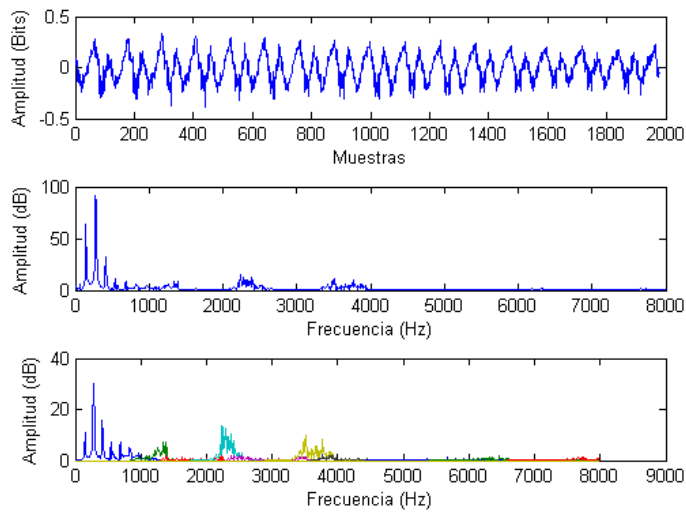 Amplitud (Bits)
0.5
0
-0.5
0 200 400 600 800 1000 1200 1400 1600 1800 2000
Muestras
Amplitud (dB)
100
50
0
0 1000 2000 3000 4000 5000 6000 7000 8000
Frecuencia (Hz)
Amplitud (dB)
40
20
0
0 1000 2000 3000 4000 5000 6000 7000 8000 9000
Frecuencia (Hz)